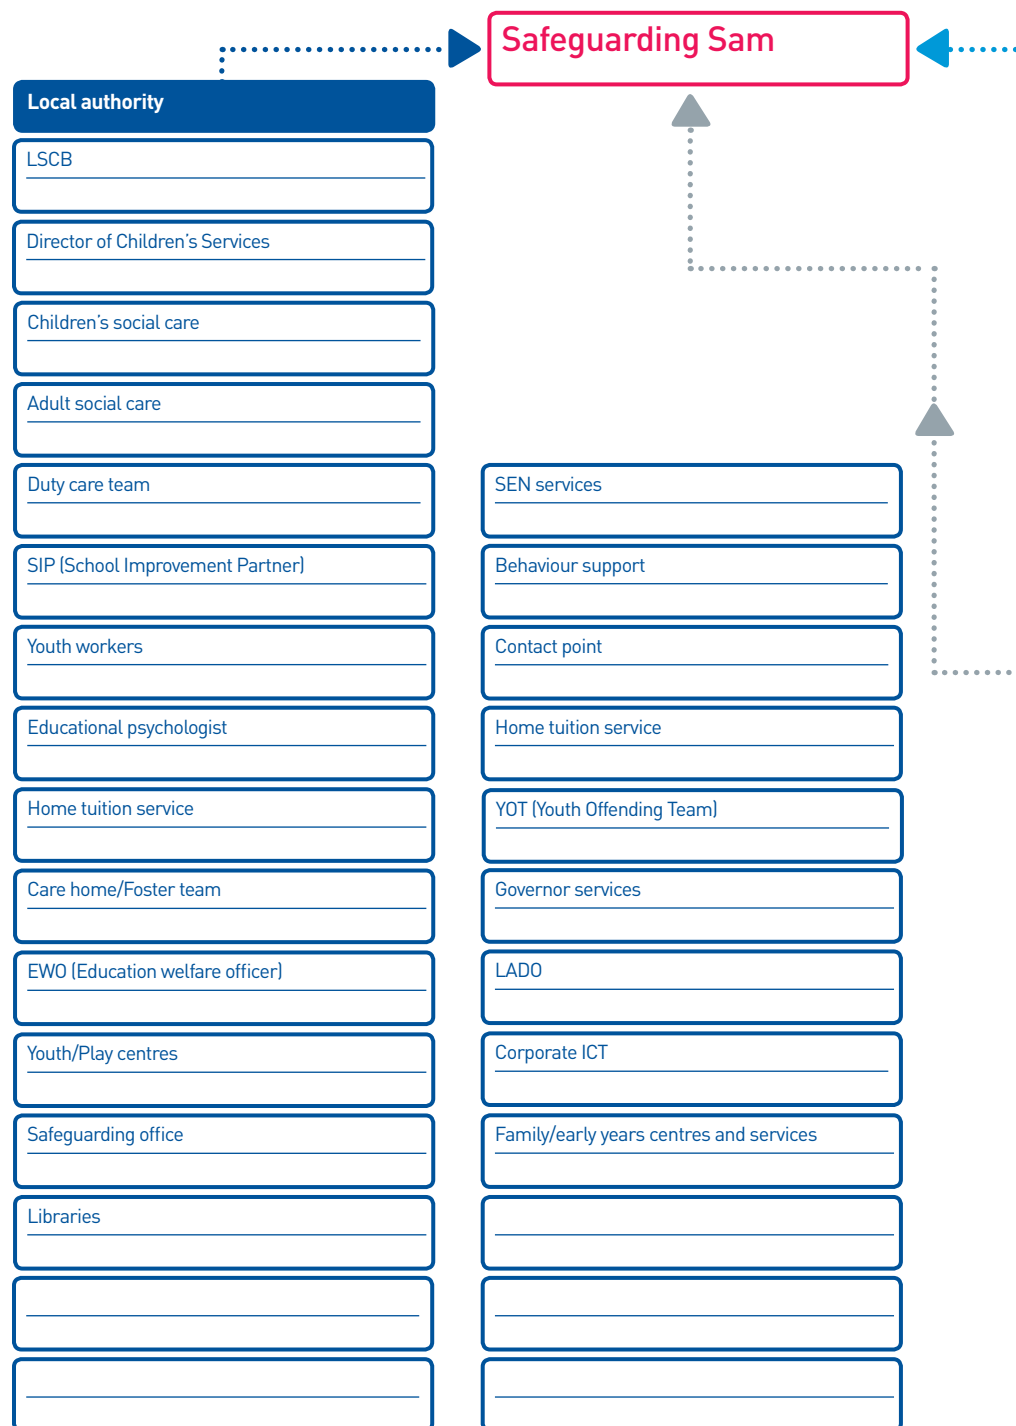 Safeguarding Sam
Local authority
LSCB
Director of Children's Services
Children's social care
Adult social care
Duty care team
SIP (School Improvement Partner)
Youth workers
Educational psychologist
Home tuition service
Care home/Foster team
EWO (Education welfare officer)
Youth/Play centres
Safeguarding office
Libraries
SEN services
Behaviour support
Contact point
Home tuition service
YOT (Youth Offending Team)
Governor services
LADO
Corporate ICT
Family/early years centres and services